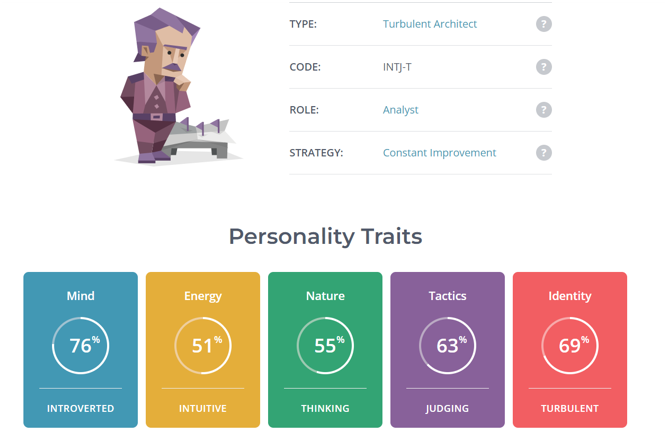 TYPE: Turbulent Architect ?
CODE: INTJ-T ?
ROLE: Analyst ?
STRATEGY: Constant Improvement ?
Personality Traits
Mind Energy Nature Tactics Identity
76% 51% 55% 63% 69%
INTROVERTED INTUITIVE THINKING JUDGING TURBULENT